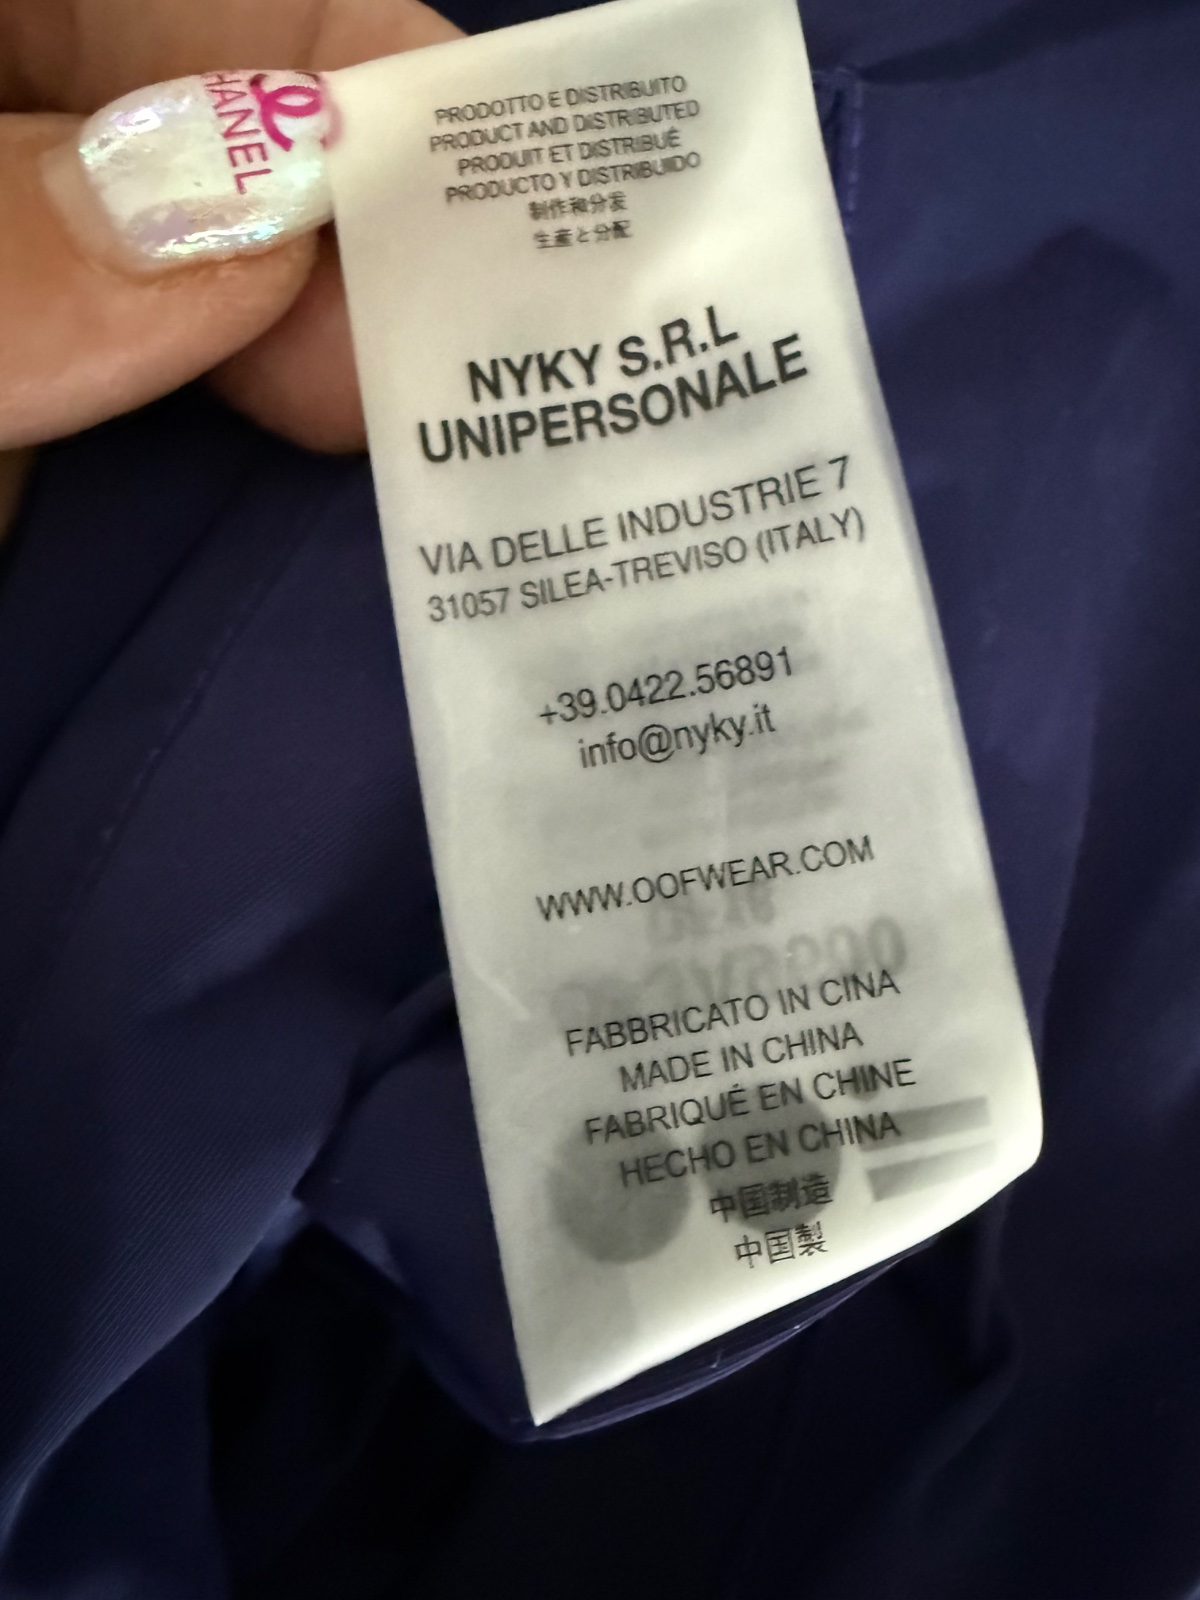 CHANEL
PRODOTTO E DISTRIBUITO
PRODUCT AND DISTRIBUTED
PRODUIT ET DISTRIBUÉ
PRODUCTO Y DISTRIBUIDO
制作和分发
生産と分配
NYKY S.R.L
UNIPERSONALE
VIA DELLE INDUSTRIE 7
31057 SILEA-TREVISO (ITALY)
+39.0422.56891
info@nyky.it
WWW.OOFWEAR.COM
FABBRICATO IN CINA
MADE IN CHINA
FABRIQUÉ EN CHINE
HECHO EN CHINA
中国制造
中国製